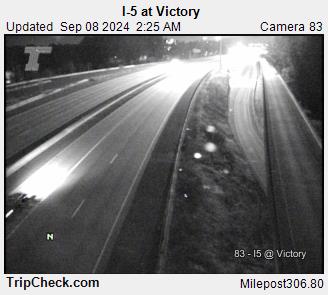 I-5 at Victory
Updated Sep 08 2024 2:25 AM Camera 83
T
N
83 - I5 @ Victory
TripCheck.com Milepost306.80